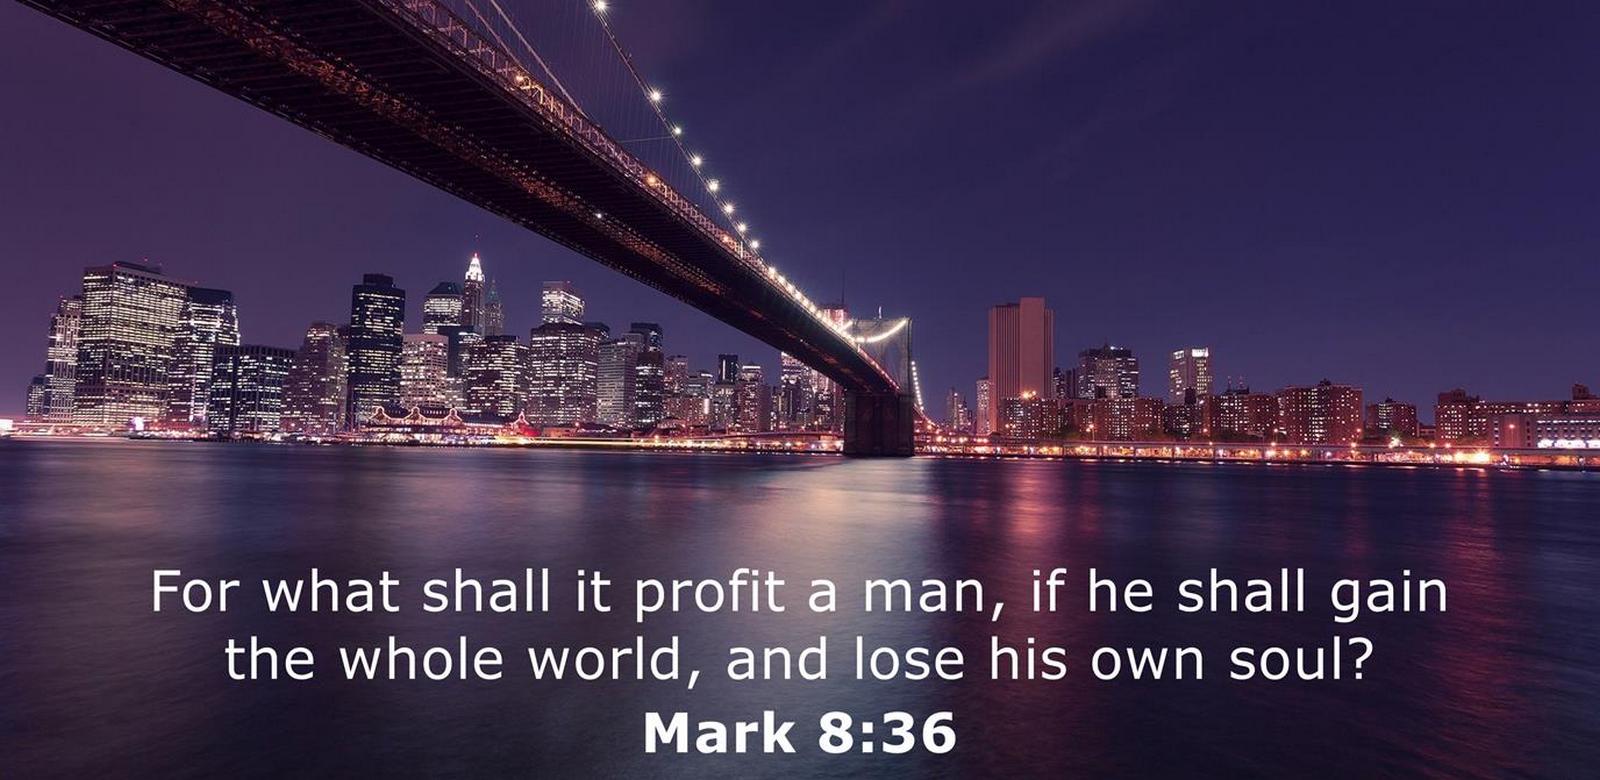 For what shall it profit a man, if he shall gain
the whole world, and lose his own soul?
Mark 8:36